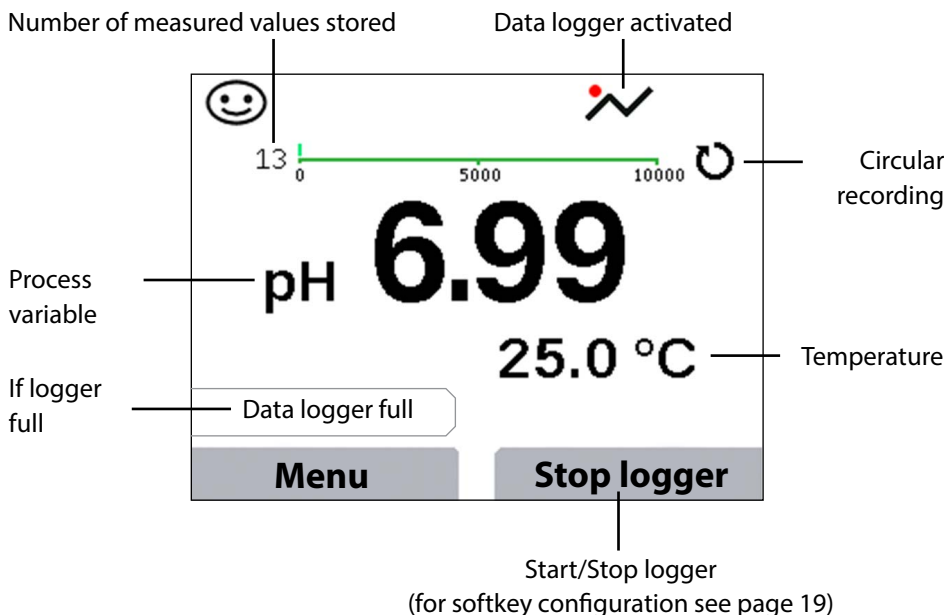 Number of measured values stored
Data logger activated
13
0
5000
10000
Circular
recording
Process
variable
pH 6.99
25.0 °C
Temperature
If logger
full
Data logger full
Menu
Stop logger
Start/Stop logger
(for softkey configuration see page 19)